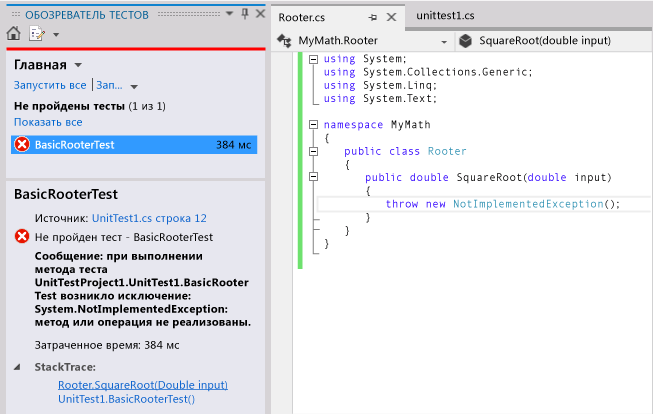 ОБОЗРЕВАТЕЛЬ ТЕСТОВ
Главная
Запустить все | Зап...
Не пройдены тесты (1 из 1)
Показать все
BasicRooterTest 384 мс
BasicRooterTest
Источник: UnitTest1.cs строка 12
Не пройден тест - BasicRooterTest
Сообщение: при выполнении
метода теста
UnitTestProject1.UnitTest1.BasicRooter
Test возникло исключение:
System.NotImplementedException:
метод или операция не реализованы.
Затраченное время: 384 мс
StackTrace:
Rooter.SquareRoot(Double input)
UnitTest1.BasicRooterTest()
Rooter.cs
unittest1.cs
MyMath.Rooter
SquareRoot(double input)
using System;
using System.Collections.Generic;
using System.Linq;
using System.Text;
namespace MyMath
{
public class Rooter
{
public double SquareRoot(double input)
{
throw new NotImplementedException();
}
}
}